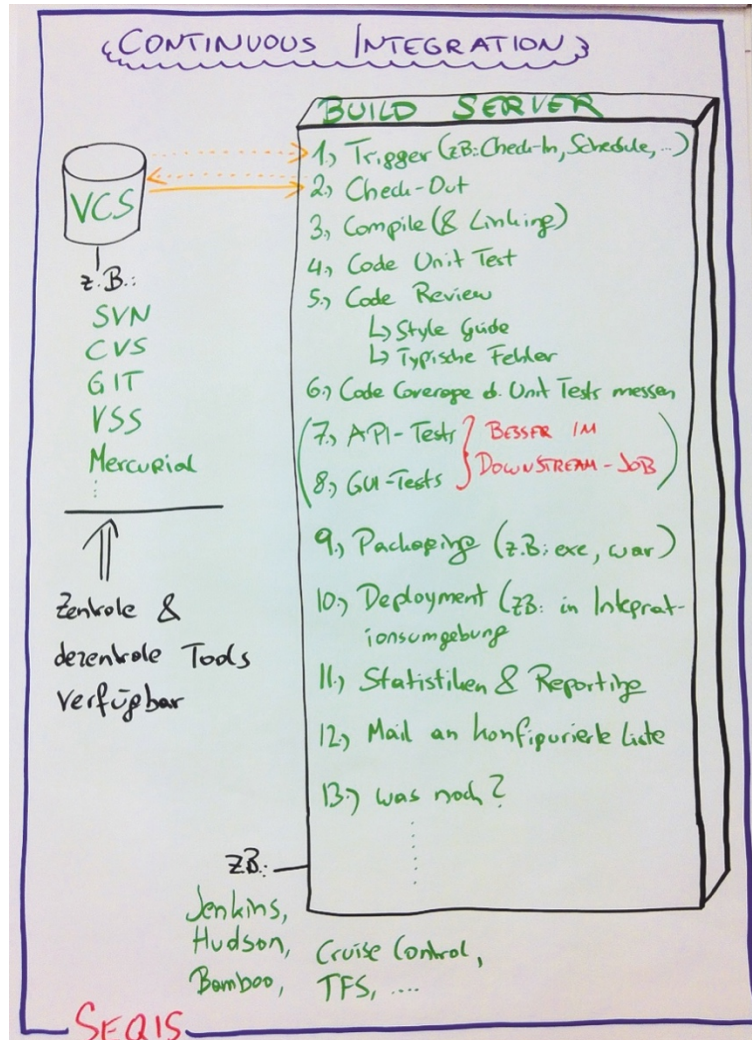 CONTINUOUS INTEGRATION
BUILD SERVER
1.) Trigger (zB: Check-In, Schedule, ...)
2.) Check-Out
3.) Compile (& Linking)
4.) Code Unit Test
5.) Code Review
↳ Style Guide
↳ Typische Fehler
6.) Code Coverage d. Unit Tests messen
(7.) API-Tests } BESSER IM
8.) GUI-Tests } DOWNSTREAM-JOB)
9.) Packaging (z.B: exe, war)
10.) Deployment (zB: in Integrat-
ionsumgebung
11.) Statistiken & Reporting
12.) Mail an konfigurierte Liste
13.) was noch?
VCS
z.B.:
SVN
CVS
GIT
VSS
Mercurial
⋮
Zentrale &
dezentrale Tools
Verfügbar
zB.:
Jenkins,
Hudson, Cruise Control,
Bamboo, TFS, ....
SEQIS